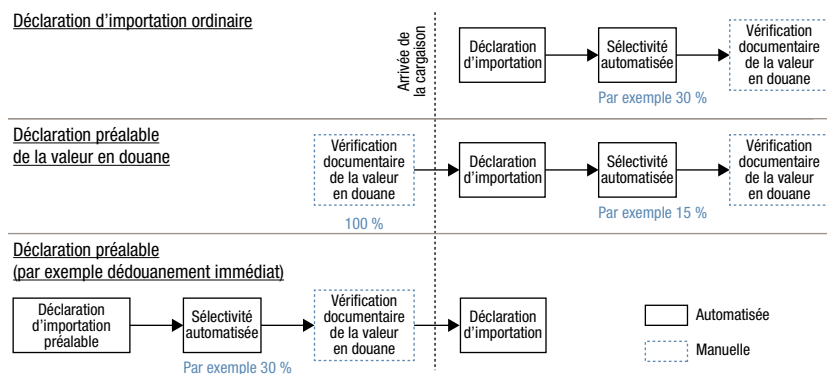 Déclaration d’importation ordinaire
Arrivée de
la cargaison
Déclaration
d’importation
Sélectivité
automatisée
Par exemple 30 %
Vérification
documentaire
de la valeur
en douane
Déclaration préalable
de la valeur en douane
Vérification
documentaire
de la valeur
en douane
100 %
Déclaration
d’importation
Sélectivité
automatisée
Par exemple 15 %
Vérification
documentaire
de la valeur
en douane
Déclaration préalable
(par exemple dédouanement immédiat)
Déclaration
d’importation
préalable
Sélectivité
automatisée
Par exemple 30 %
Vérification
documentaire
de la valeur
en douane
Déclaration
d’importation
Automatisée
Manuelle